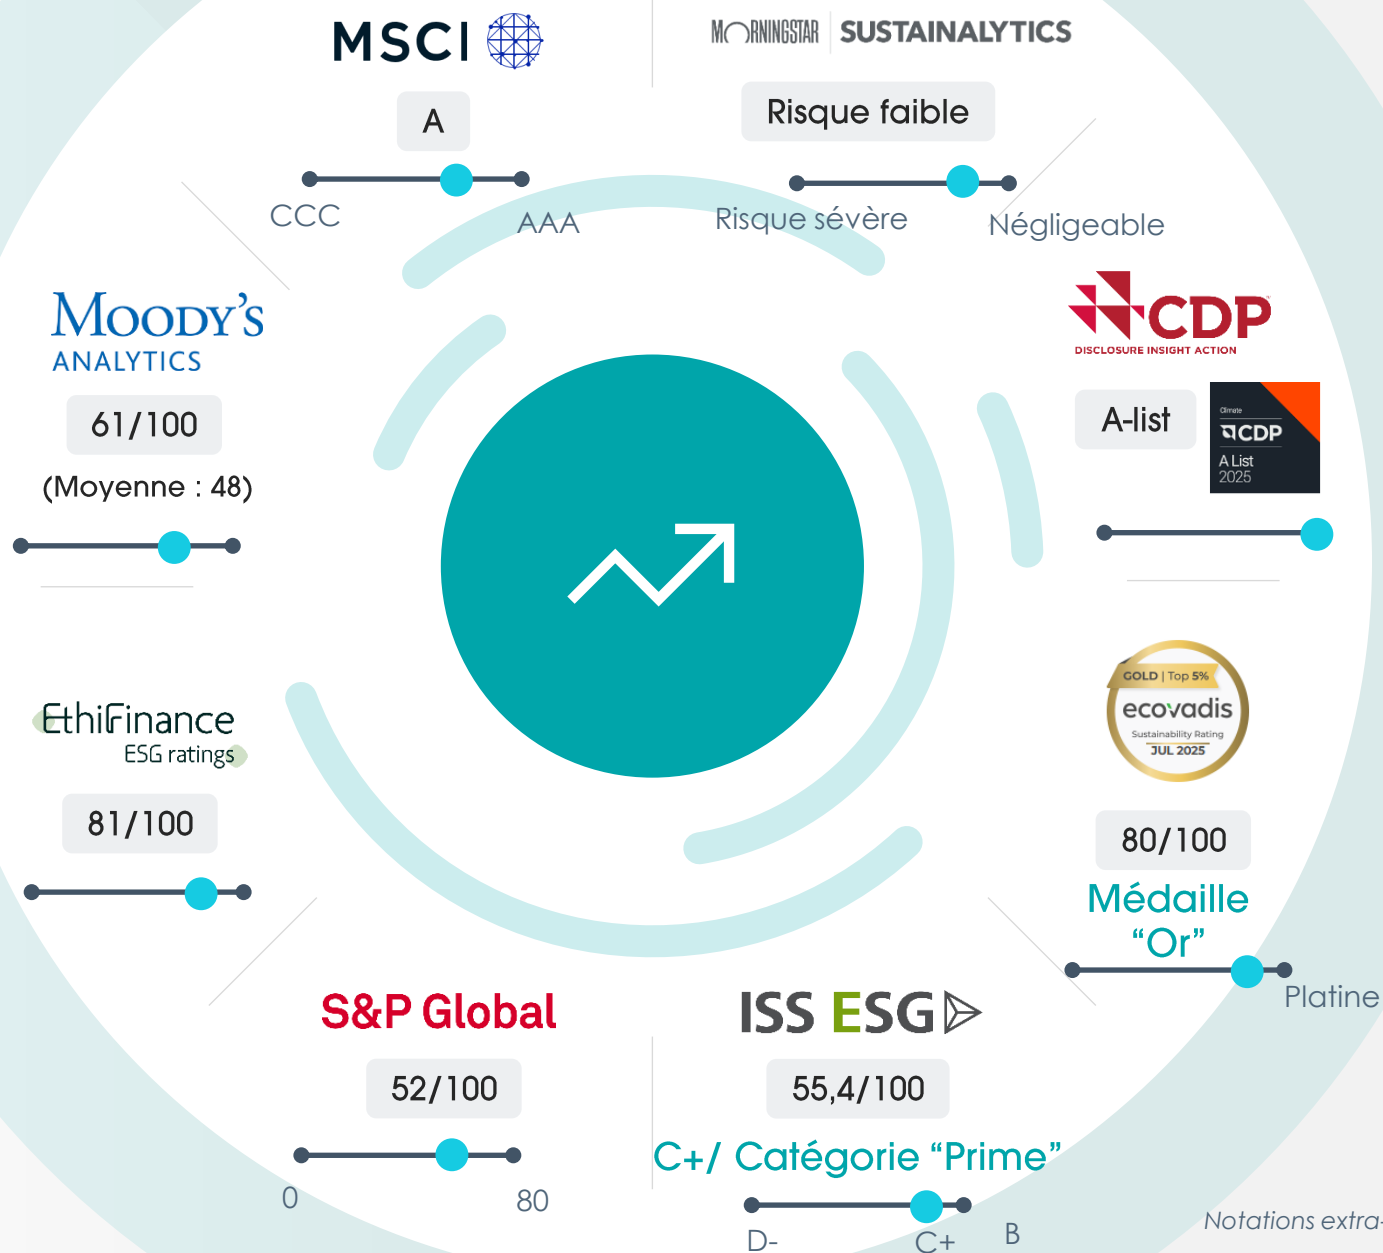 MSCI
A
CCC
AAA
MORNINGSTAR | SUSTAINALYTICS
Risque faible
Risque sévère
Négligeable
MOODY'S
ANALYTICS
61/100
(Moyenne : 48)
CDP
DISCLOSURE INSIGHT ACTION
A-list
Climate
CDP
A List
2025
EthiFinance
ESG ratings
81/100
GOLD | Top 5%
ecovadis
Sustainability Rating
JUL 2025
80/100
Médaille
“Or”
Platine
S&P Global
52/100
0
80
ISS ESG
55,4/100
C+/ Catégorie “Prime”
D-
C+
B
Notations extra-